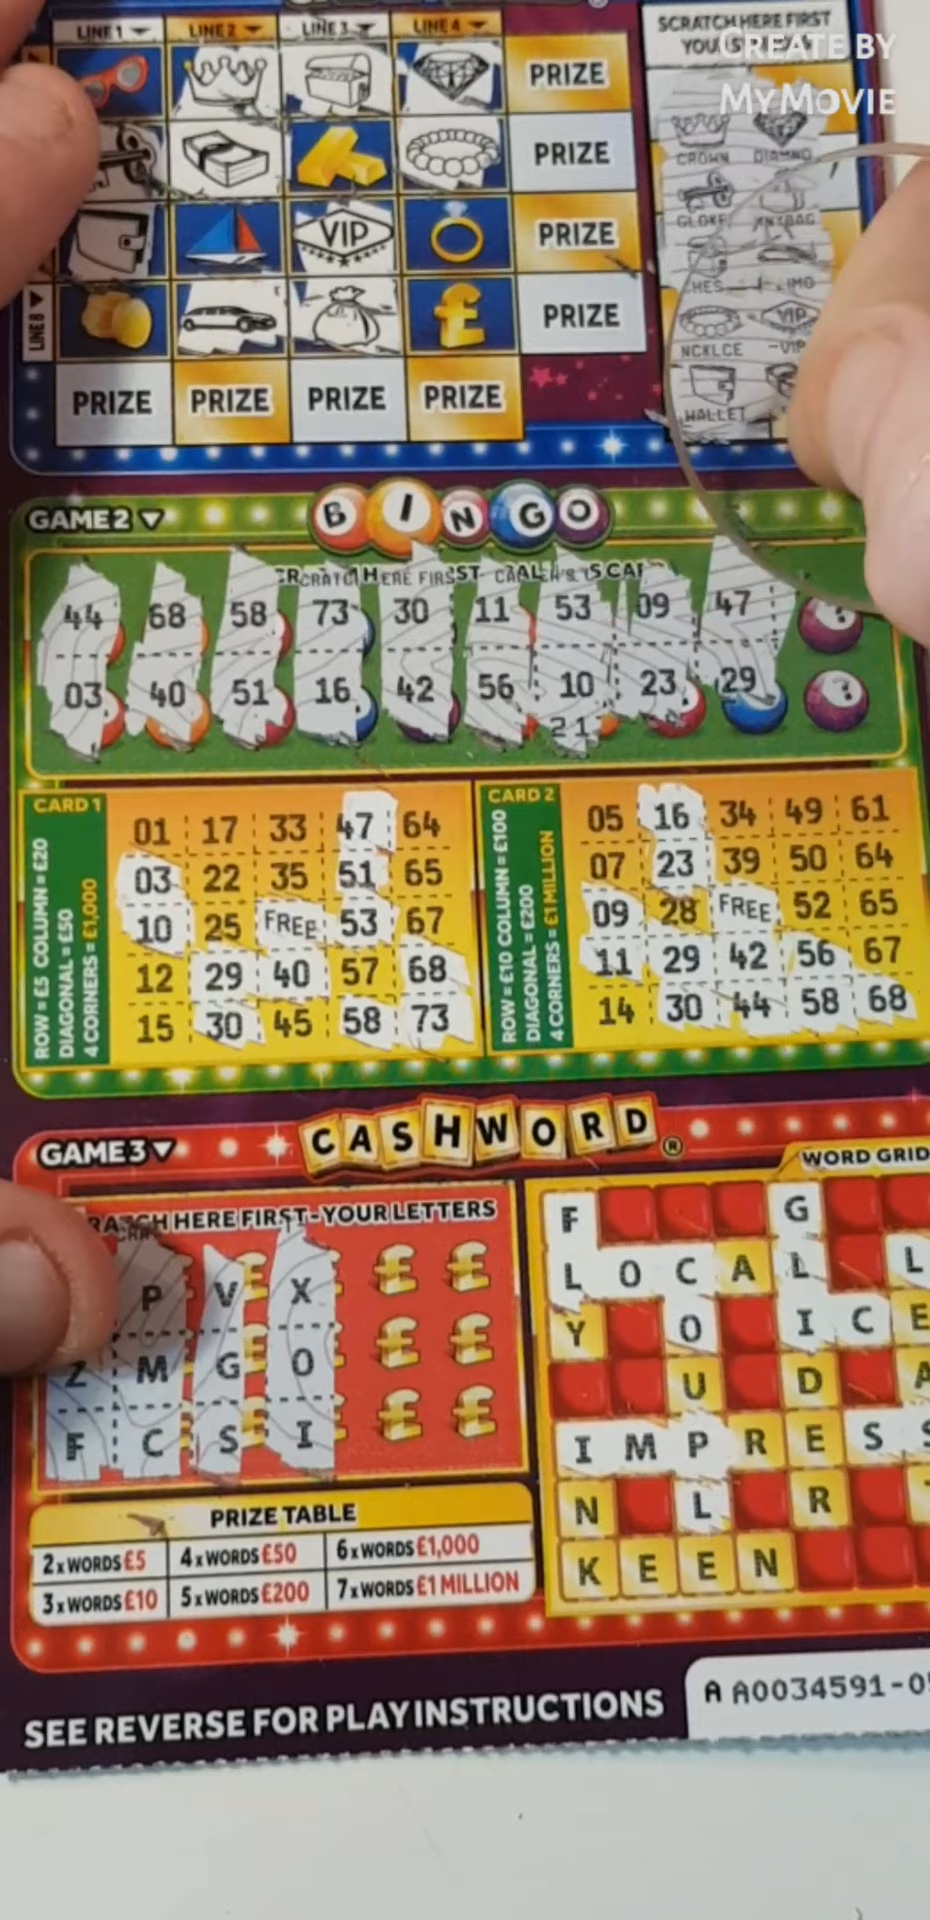 LINE 1 LINE 2 LINE 3 LINE 4
SCRATCH HERE FIRST
CREATE BY
MYMOVIE
PRIZE
CROWN DIAMND
PRIZE
VIP
PRIZE
LINE 8
£
PRIZE
NCKLCE VIP
WALLET
PRIZE PRIZE PRIZE PRIZE
GAME 2
BINGO
44 68 58 73 30 11 53 09 47
03 40 51 16 42 56 10 23 29
21
CARD 1
ROW = £5 COLUMN = £20
DIAGONAL = £50
4 CORNERS = £1,000
01 17 33 47 64
03 22 35 51 65
10 25 FREE 53 67
12 29 40 57 68
15 30 45 58 73
CARD 2
ROW = £10 COLUMN = £100
DIAGONAL = £200
4 CORNERS = £1 MILLION
05 16 34 49 61
07 23 39 50 64
09 28 FREE 52 65
11 29 42 56 67
14 30 44 58 68
GAME 3
CASHWORD®
HERE FIRST - YOUR LETTERS
P V X £ £
Z M G O £ £
F C S I £ £
PRIZE TABLE
2 x WORDS £5 4 x WORDS £50 6 x WORDS £1,000
3 x WORDS £10 5 x WORDS £200 7 x WORDS £1 MILLION
WORD GRID
F G
L O C A L L
Y O I C E
U D A
I M P R E S S
N L R
K E E N
SEE REVERSE FOR PLAY INSTRUCTIONS
A A0034591-0